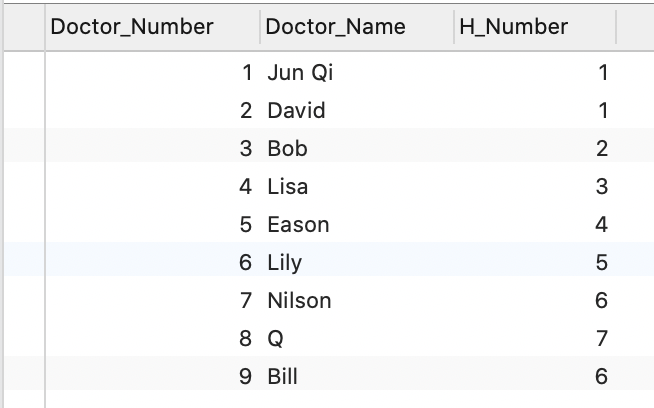 Doctor_Number Doctor_Name H_Number
1 Jun Qi 1
2 David 1
3 Bob 2
4 Lisa 3
5 Eason 4
6 Lily 5
7 Nilson 6
8 Q 7
9 Bill 6